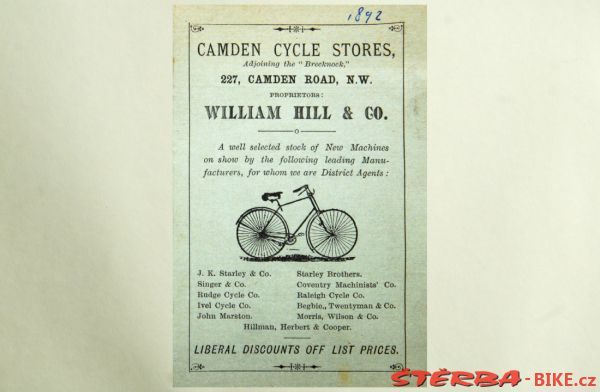 1892
CAMDEN CYCLE STORES,
Adjoining the "Brecknock,"
227, CAMDEN ROAD, N.W.
PROPRIETORS:
WILLIAM HILL & CO.
A well selected stock of New Machines
on show by the following leading Manu-
facturers, for whom we are District Agents:
J. K. Starley & Co.
Singer & Co.
Rudge Cycle Co.
Ivel Cycle Co.
John Marston.
Starley Brothers.
Coventry Machinists' Co.
Raleigh Cycle Co.
Begbie, Twentyman & Co.
Morris, Wilson & Co.
Hillman, Herbert & Cooper.
LIBERAL DISCOUNTS OFF LIST PRICES.
ŠTĚRBA-BIKE.cz